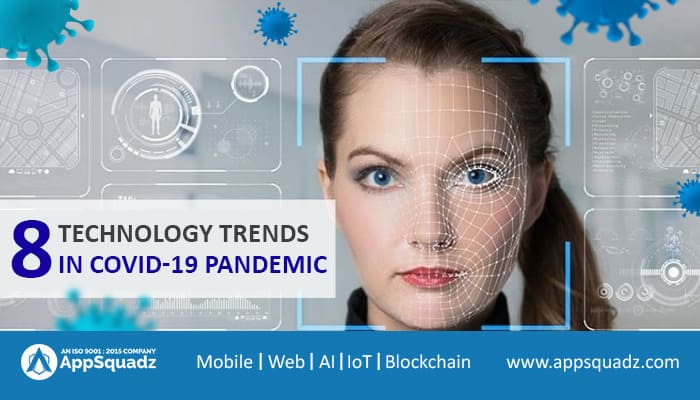 8 TECHNOLOGY TRENDS
IN COVID-19 PANDEMIC
AN ISO 9001 : 2015 COMPANY
AppSquadz
Mobile | Web | AI | IoT | Blockchain
www.appsquadz.com